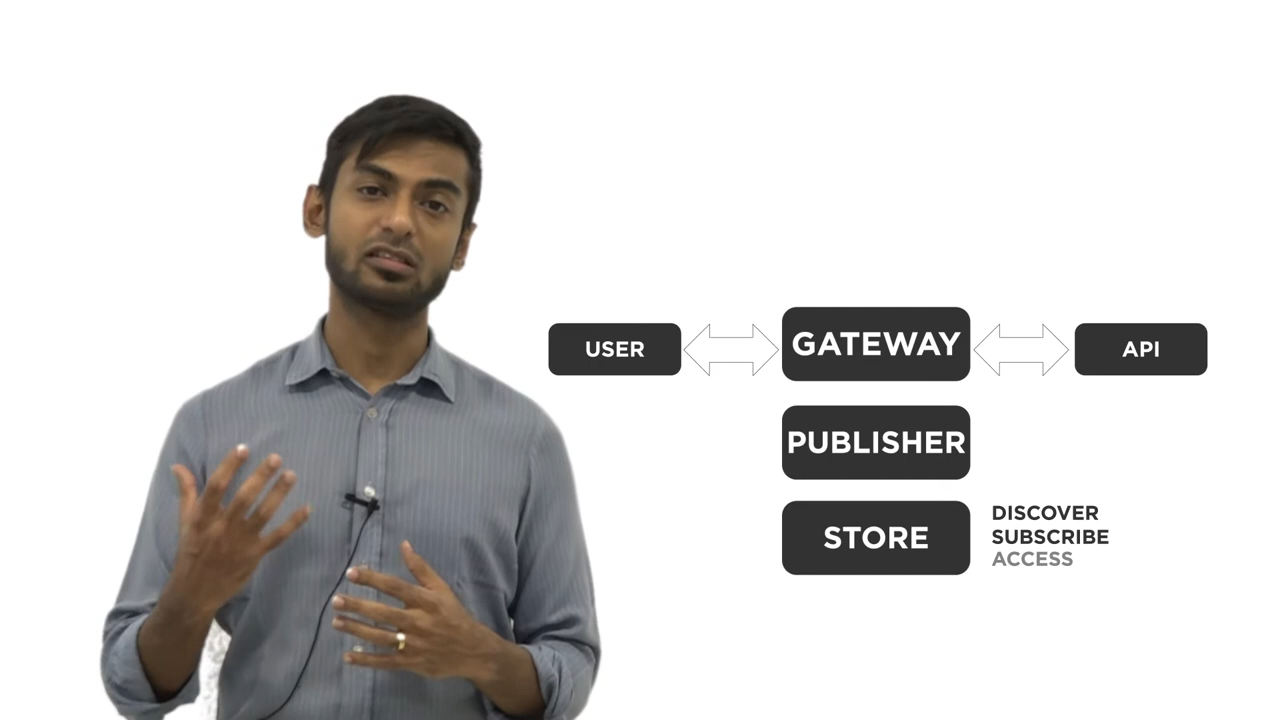 USER
GATEWAY
API
PUBLISHER
STORE
DISCOVER
SUBSCRIBE
ACCESS